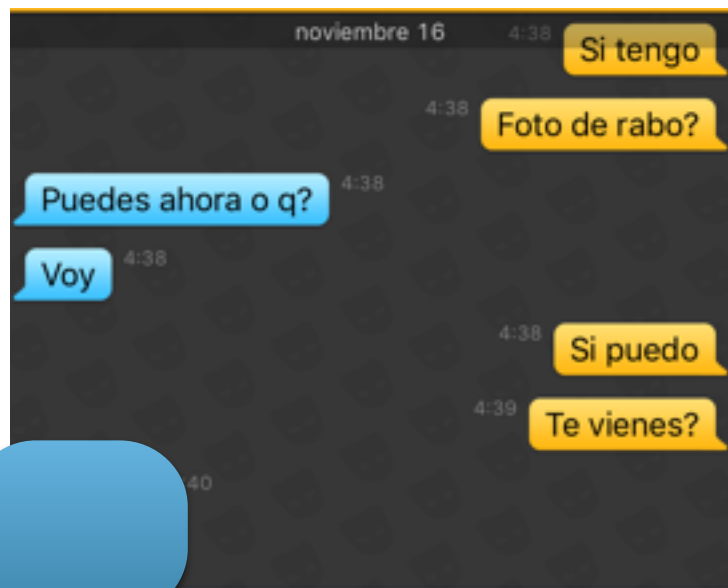 noviembre 16
4:38 Si tengo
4:38 Foto de rabo?
Puedes ahora o q? 4:38
Voy 4:38
4:38 Si puedo
4:39 Te vienes?
:40